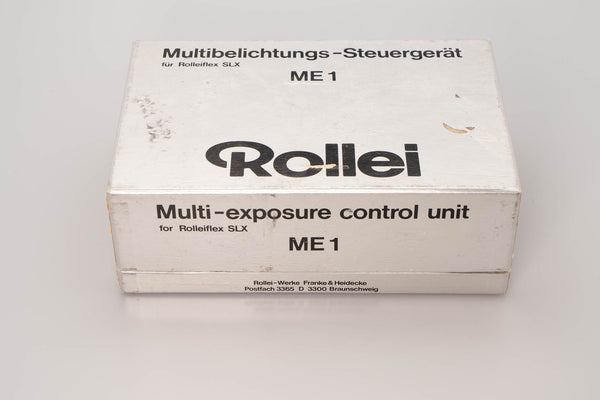 Multibelichtungs-Steuergerät
für Rolleiflex SLX
ME 1
Rollei
Multi-exposure control unit
for Rolleiflex SLX
ME 1
Rollei-Werke Franke & Heidecke
Postfach 3365 D 3300 Braunschweig